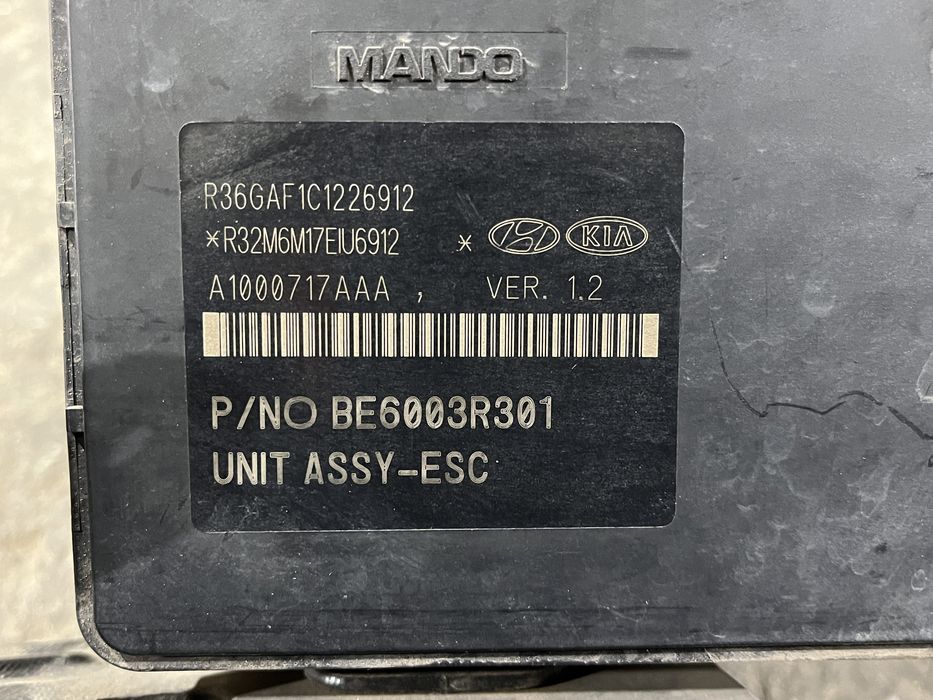 MANDO
R36GAF1C1226912
*R32M6M17EIU6912 * KIA
A1000717AAA , VER. 1.2
P/NO BE6003R301
UNIT ASSY-ESC